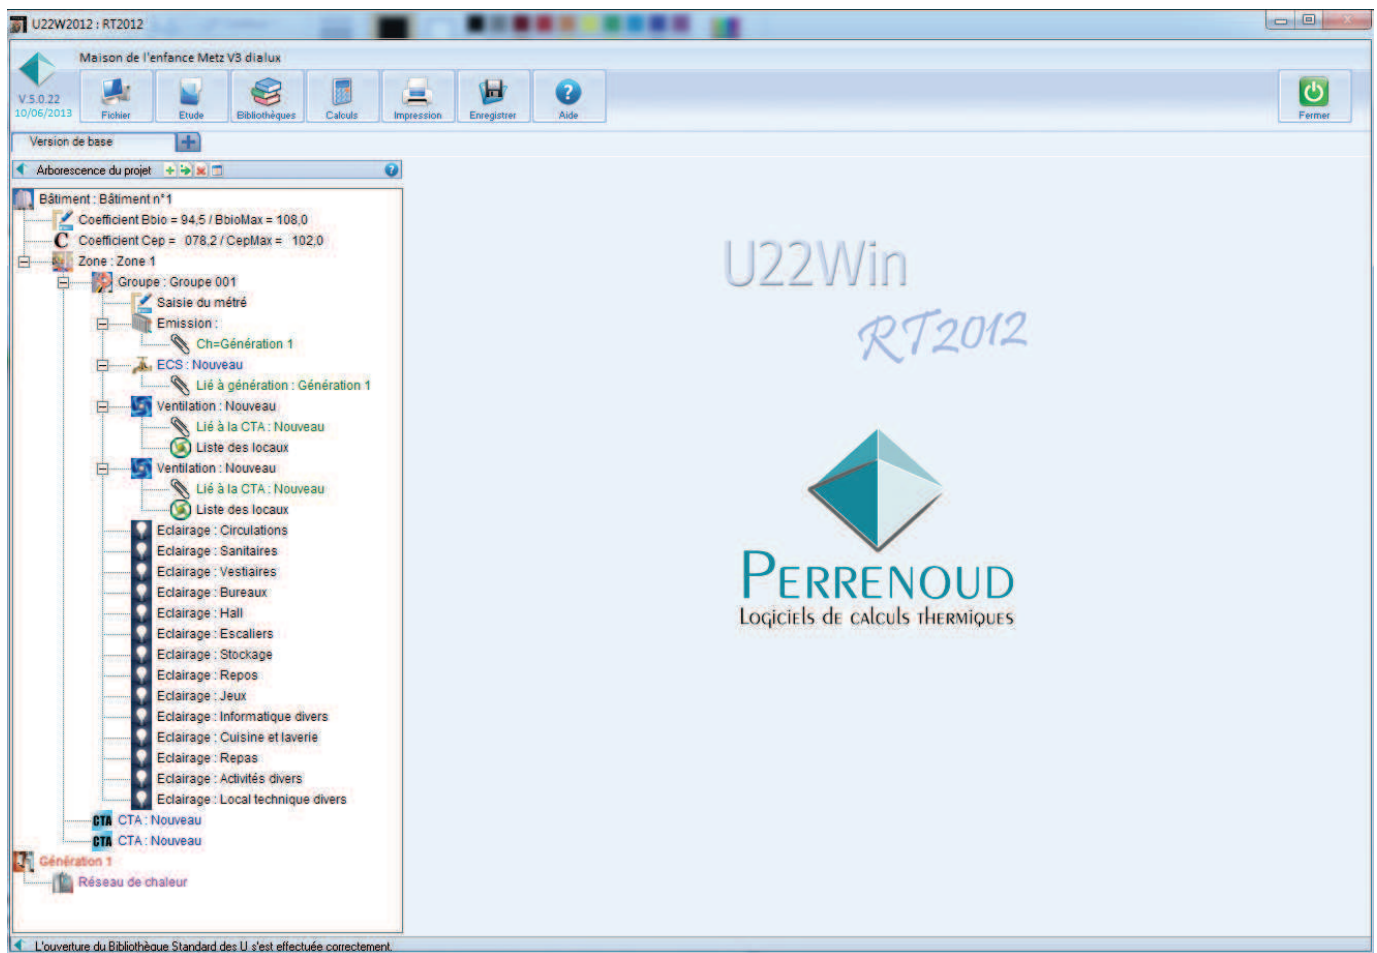 U22W2012 : RT2012
Maison de l'enfance Metz V3 dialux
V.5.0.22
10/06/2013
Fichier
Etude
Bibliothèques
Calculs
Impression
Enregistrer
Aide
Fermer
Version de base
Arborescence du projet
Bâtiment : Bâtiment n°1
Coefficient Bbio = 94,5 / BbioMax = 108,0
C Coefficient Cep = 078,2 / CepMax = 102,0
Zone : Zone 1
Groupe : Groupe 001
Saisie du métré
Emission :
Ch=Génération 1
ECS : Nouveau
Lié à génération : Génération 1
Ventilation : Nouveau
Lié à la CTA : Nouveau
Liste des locaux
Ventilation : Nouveau
Lié à la CTA : Nouveau
Liste des locaux
Eclairage : Circulations
Eclairage : Sanitaires
Eclairage : Vestiaires
Eclairage : Bureaux
Eclairage : Hall
Eclairage : Escaliers
Eclairage : Stockage
Eclairage : Repos
Eclairage : Jeux
Eclairage : Informatique divers
Eclairage : Cuisine et laverie
Eclairage : Repas
Eclairage : Activités divers
Eclairage : Local technique divers
CTA CTA : Nouveau
CTA CTA : Nouveau
Génération 1
Réseau de chaleur
L'ouverture du Bibliothèque Standard des U s'est effectuée correctement.
U22Win
RT2012
PERRENOUD
Logiciels de calculs thermiques